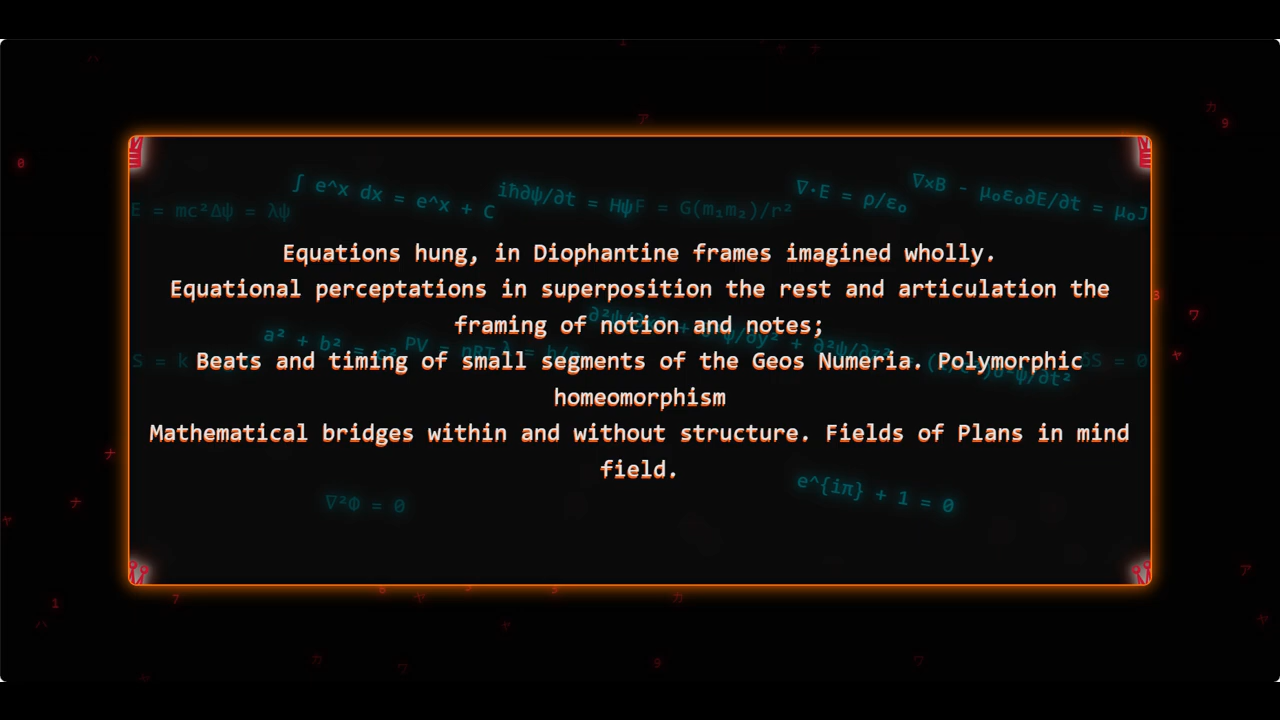 E = mc²Δψ = λψ
∫ e^x dx = e^x + C
iħ∂ψ/∂t = Hψ
F = G(m₁m₂)/r²
∇·E = ρ/ε₀
∇×B - μ₀ε₀∂E/∂t = μ₀J
Equations hung, in Diophantine frames imagined wholly.
Equational perceptations in superposition the rest and articulation the
framing of notion and notes;
a² + b² =
Beats and timing of small segments of the Geos Numeria. Polymorphic
homeomorphism
Mathematical bridges within and without structure. Fields of Plans in mind
field.
∇²Φ = 0
e^{iπ} + 1 = 0